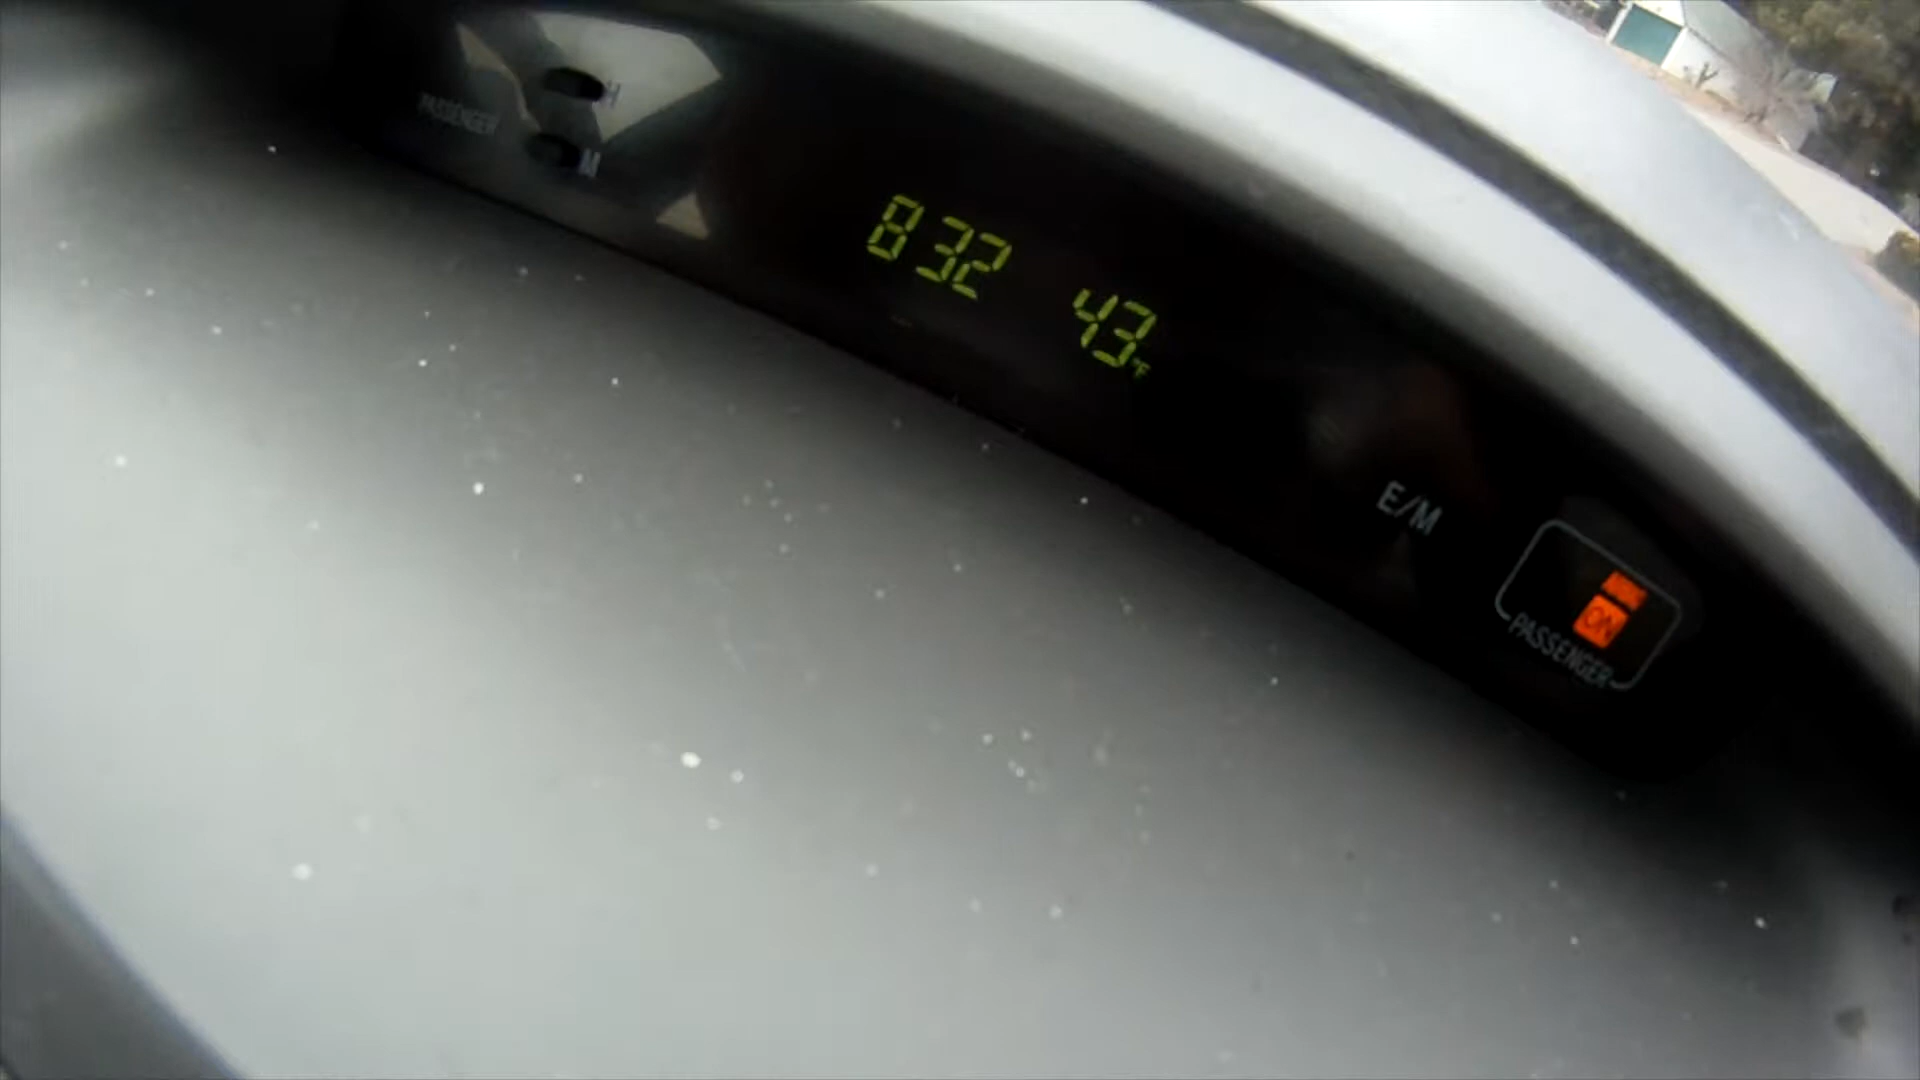 PASSENGER
H
M
8 32
43°F
E/M
ON
PASSENGER